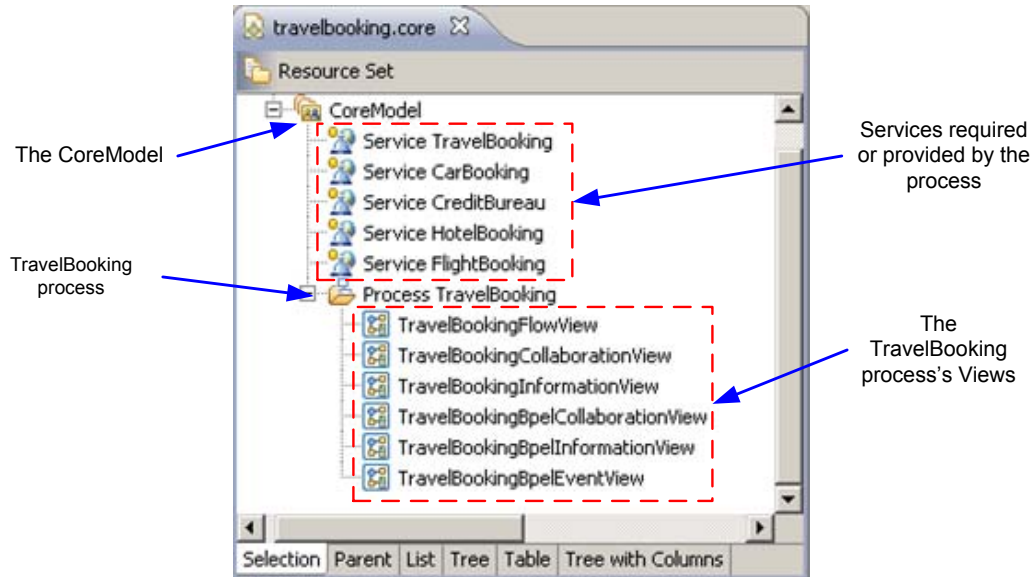 travelbooking.core
Resource Set
CoreModel
Service TravelBooking
Service CarBooking
Service CreditBureau
Service HotelBooking
Service FlightBooking
Process TravelBooking
TravelBookingFlowView
TravelBookingCollaborationView
TravelBookingInformationView
TravelBookingBpelCollaborationView
TravelBookingBpelInformationView
TravelBookingBpelEventView
Selection Parent List Tree Table Tree with Columns
The CoreModel
TravelBooking
process
Services required
or provided by the
process
The
TravelBooking
process's Views